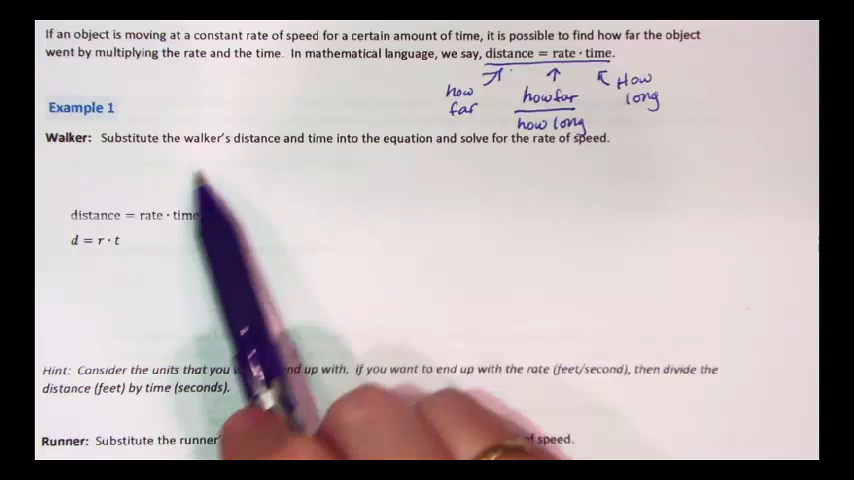 If an object is moving at a constant rate of speed for a certain amount of time, it is possible to find how far the object
went by multiplying the rate and the time. In mathematical language, we say, distance = rate · time.
how far
how far
how long
How long
Example 1
Walker: Substitute the walker's distance and time into the equation and solve for the rate of speed.
distance = rate · time
d = r · t
Hint: Consider the units that you end up with. If you want to end up with the rate (feet/second), then divide the
distance (feet) by time (seconds).
Runner: Substitute the runner' of speed.